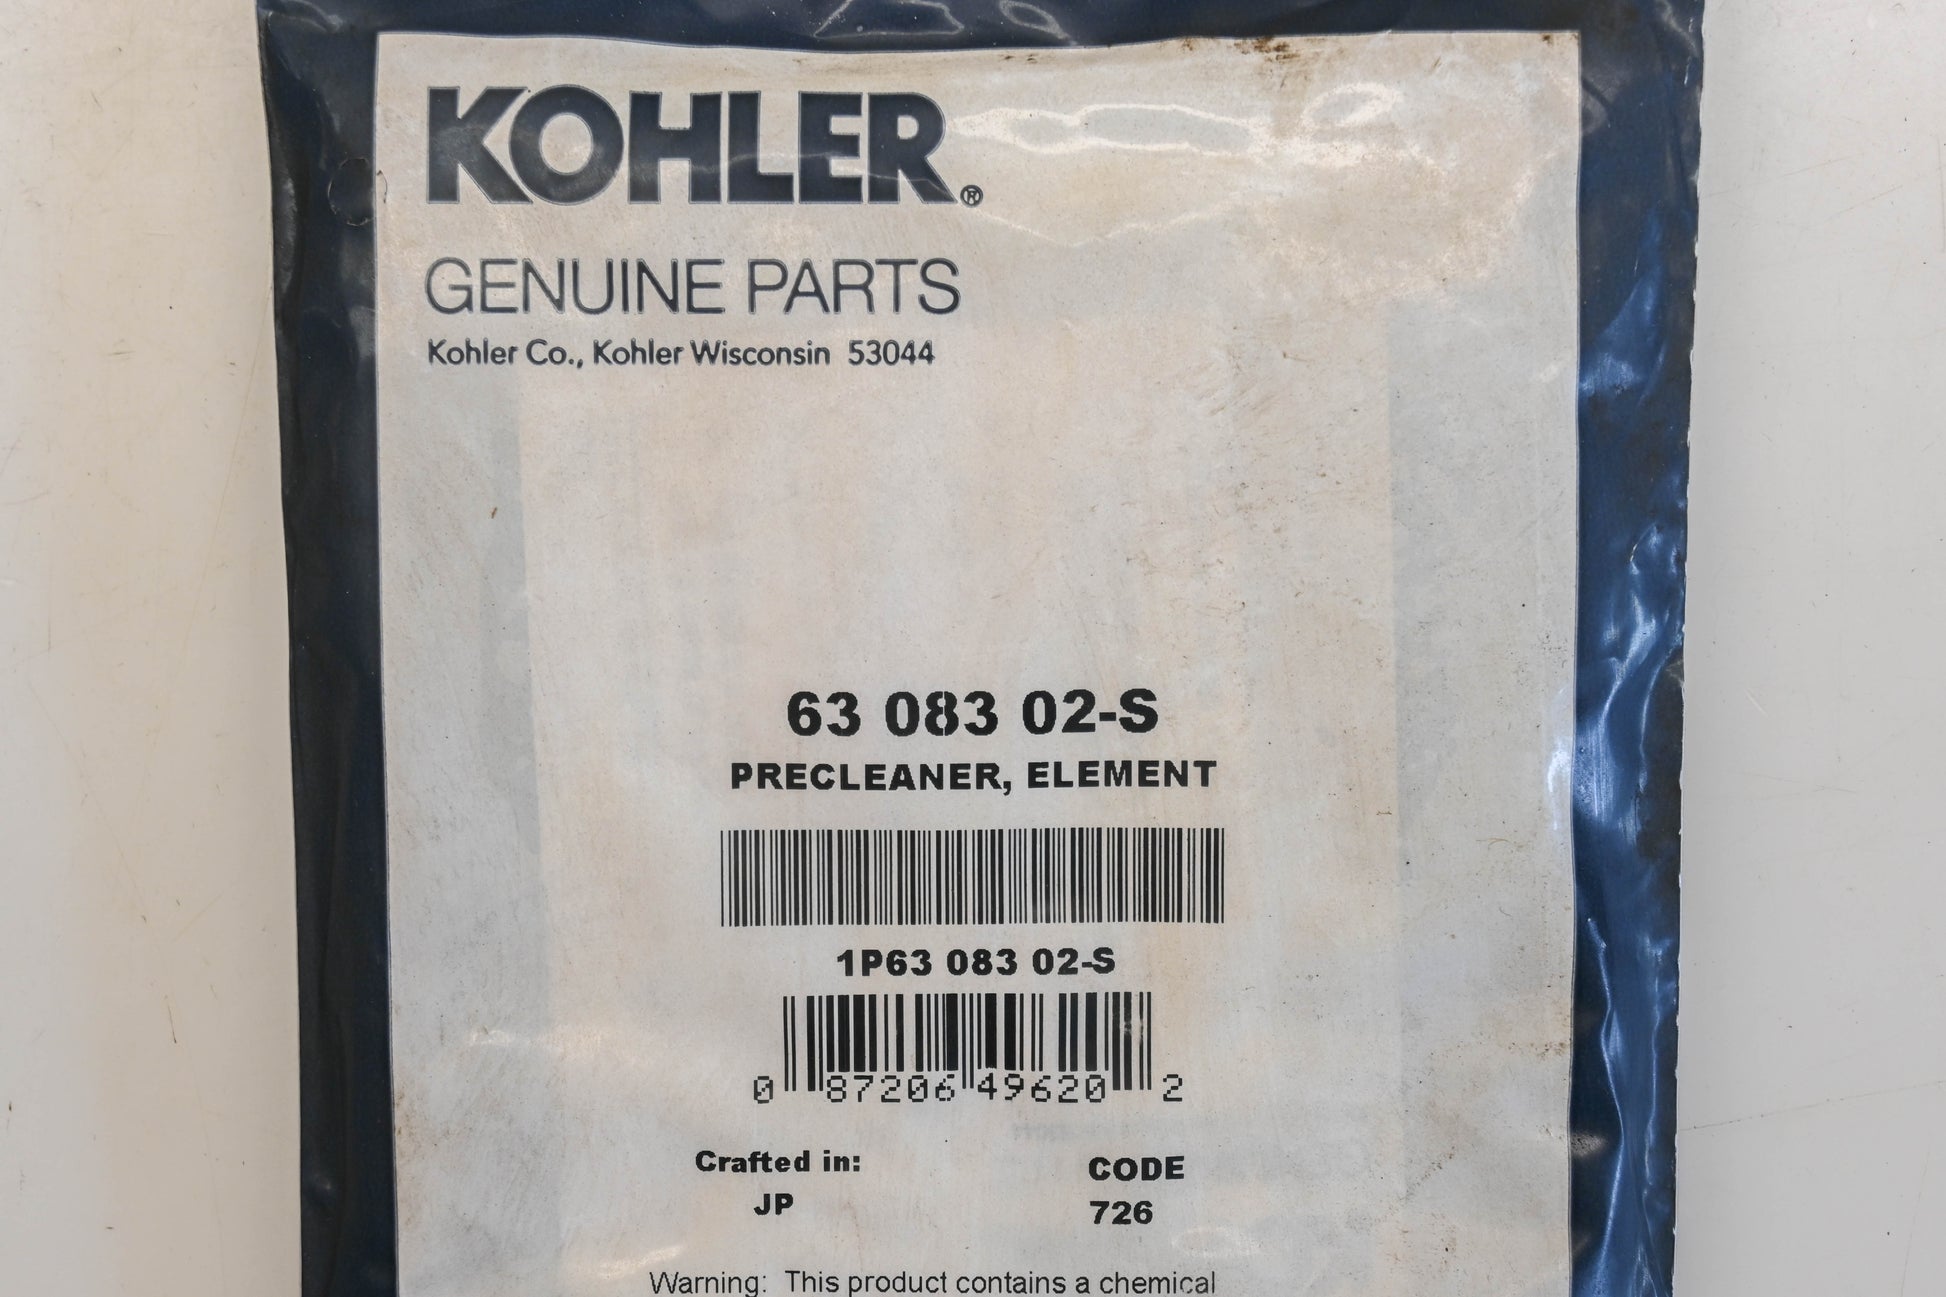 KOHLER®
GENUINE PARTS
Kohler Co., Kohler Wisconsin 53044
63 083 02-S
PRECLEANER, ELEMENT
1P63 083 02-S
0 87206 49620 2
Crafted in: CODE
JP 726
Warning: This product contains a chemical